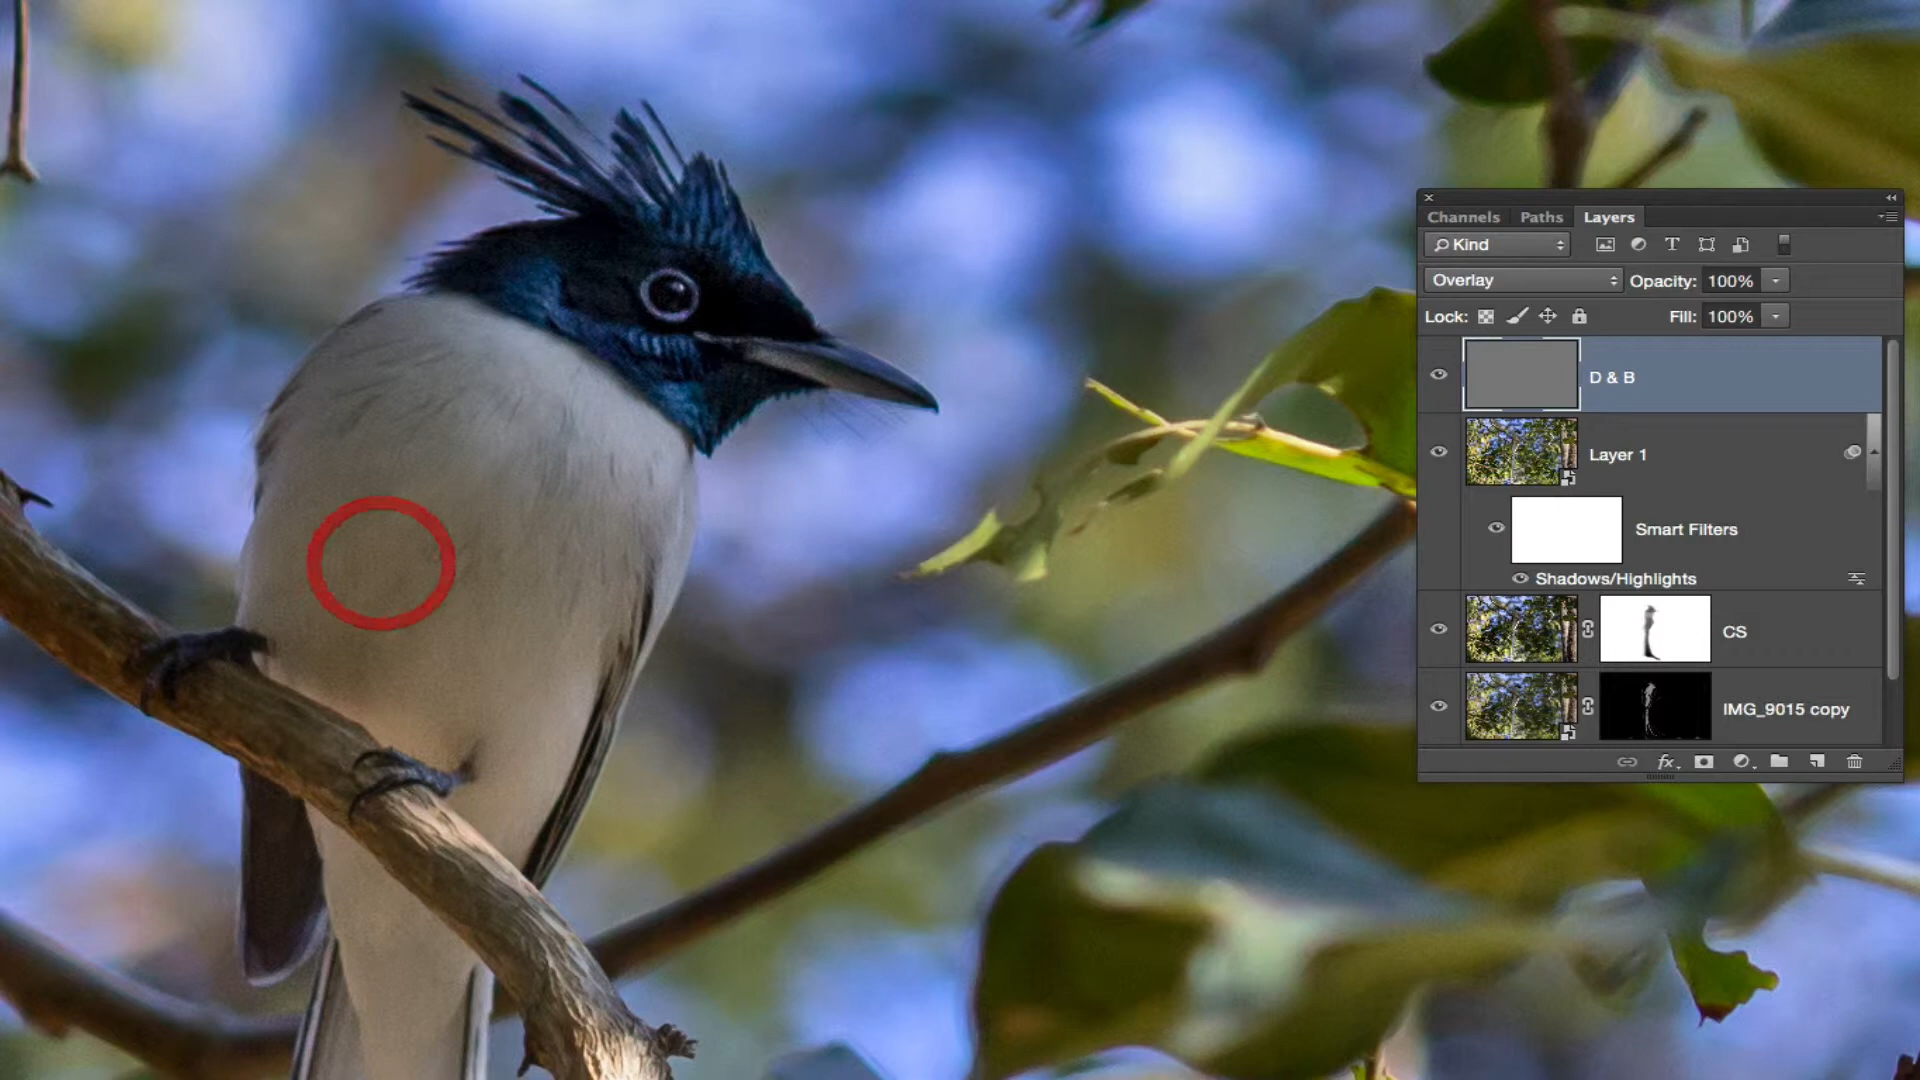 Channels Paths Layers
Kind
Overlay Opacity: 100%
Lock: Fill: 100%
D & B
Layer 1
Smart Filters
Shadows/Highlights
CS
IMG_9015 copy
fx